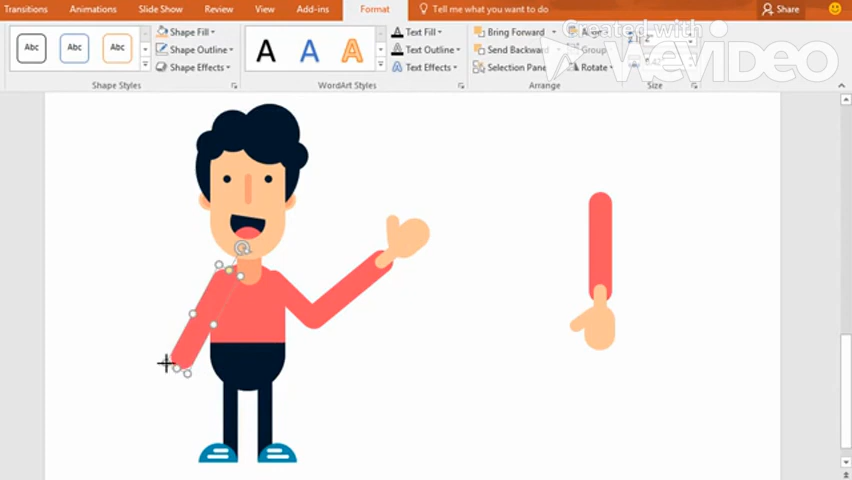 Transitions Animations Slide Show Review View Add-ins Format Tell me what you want to do Share
Created with
WeVideo
Abc Abc Abc Shape Fill A A A Text Fill Bring Forward Align
Shape Outline Text Outline Send Backward Group
Shape Effects Text Effects Selection Pane Rotate
Shape Styles WordArt Styles Arrange Size